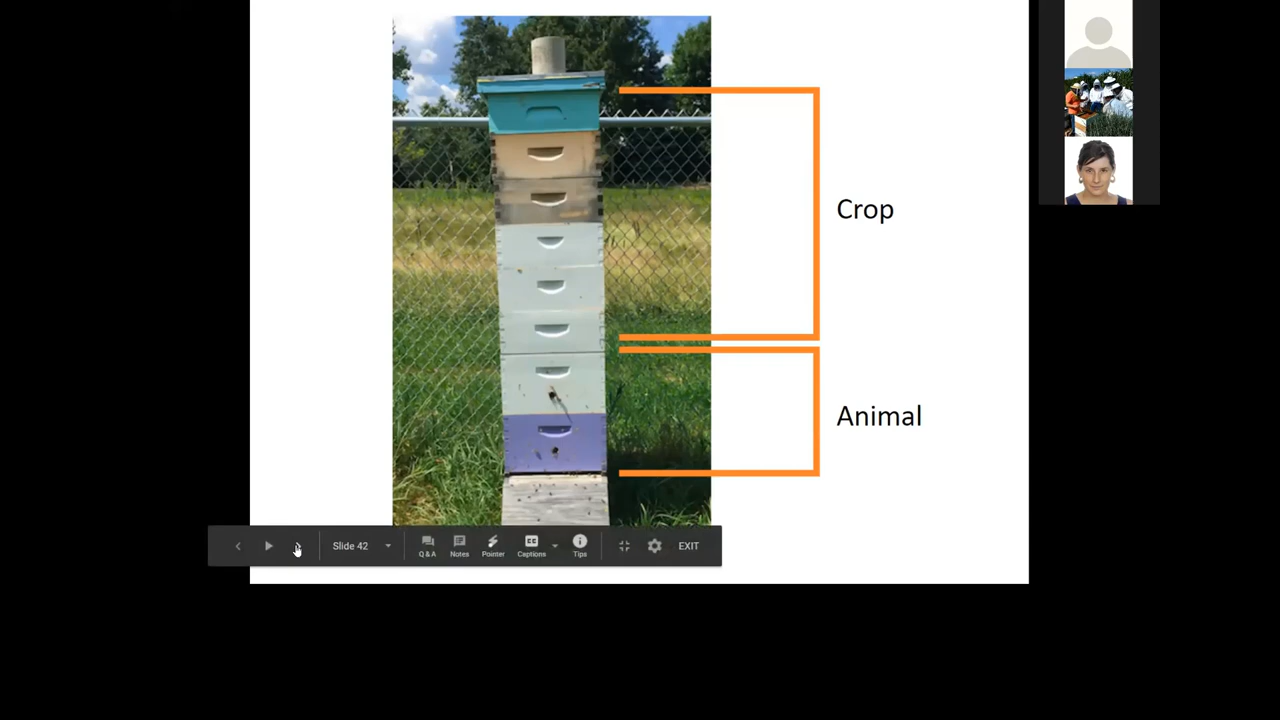 Crop
Animal
Slide 42
Q & A
Notes
Pointer
Captions
Tips
EXIT